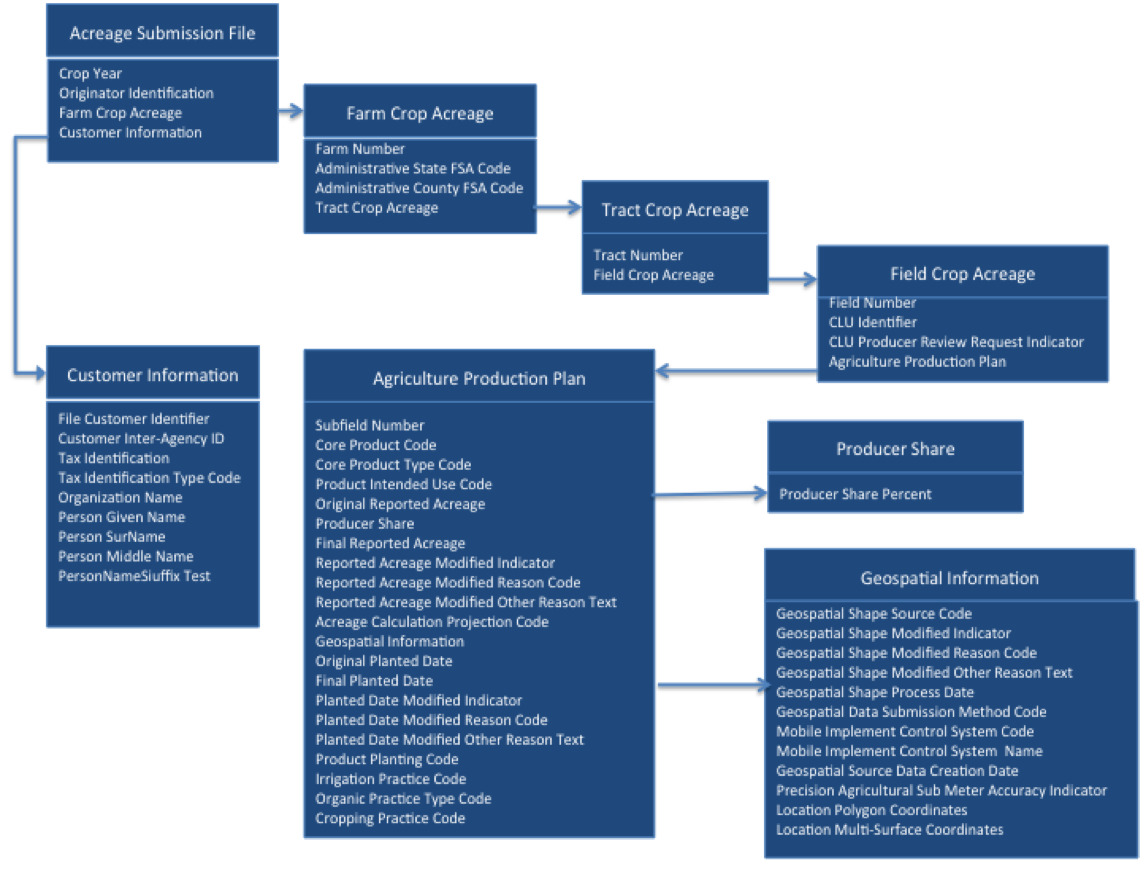 Acreage Submission File
Crop Year
Originator Identification
Farm Crop Acreage
Customer Information
Farm Crop Acreage
Farm Number
Administrative State FSA Code
Administrative County FSA Code
Tract Crop Acreage
Tract Crop Acreage
Tract Number
Field Crop Acreage
Field Crop Acreage
Field Number
CLU Identifier
CLU Producer Review Request Indicator
Agriculture Production Plan
Customer Information
File Customer Identifier
Customer Inter-Agency ID
Tax Identification
Tax Identification Type Code
Organization Name
Person Given Name
Person SurName
Person Middle Name
PersonNameSiuffix Test
Agriculture Production Plan
Subfield Number
Core Product Code
Core Product Type Code
Product Intended Use Code
Original Reported Acreage
Producer Share
Final Reported Acreage
Reported Acreage Modified Indicator
Reported Acreage Modified Reason Code
Reported Acreage Modified Other Reason Text
Acreage Calculation Projection Code
Geospatial Information
Original Planted Date
Final Planted Date
Planted Date Modified Indicator
Planted Date Modified Reason Code
Planted Date Modified Other Reason Text
Product Planting Code
Irrigation Practice Code
Organic Practice Type Code
Cropping Practice Code
Producer Share
Producer Share Percent
Geospatial Information
Geospatial Shape Source Code
Geospatial Shape Modified Indicator
Geospatial Shape Modified Reason Code
Geospatial Shape Modified Other Reason Text
Geospatial Shape Process Date
Geospatial Data Submission Method Code
Mobile Implement Control System Code
Mobile Implement Control System Name
Geospatial Source Data Creation Date
Precision Agricultural Sub Meter Accuracy Indicator
Location Polygon Coordinates
Location Multi-Surface Coordinates